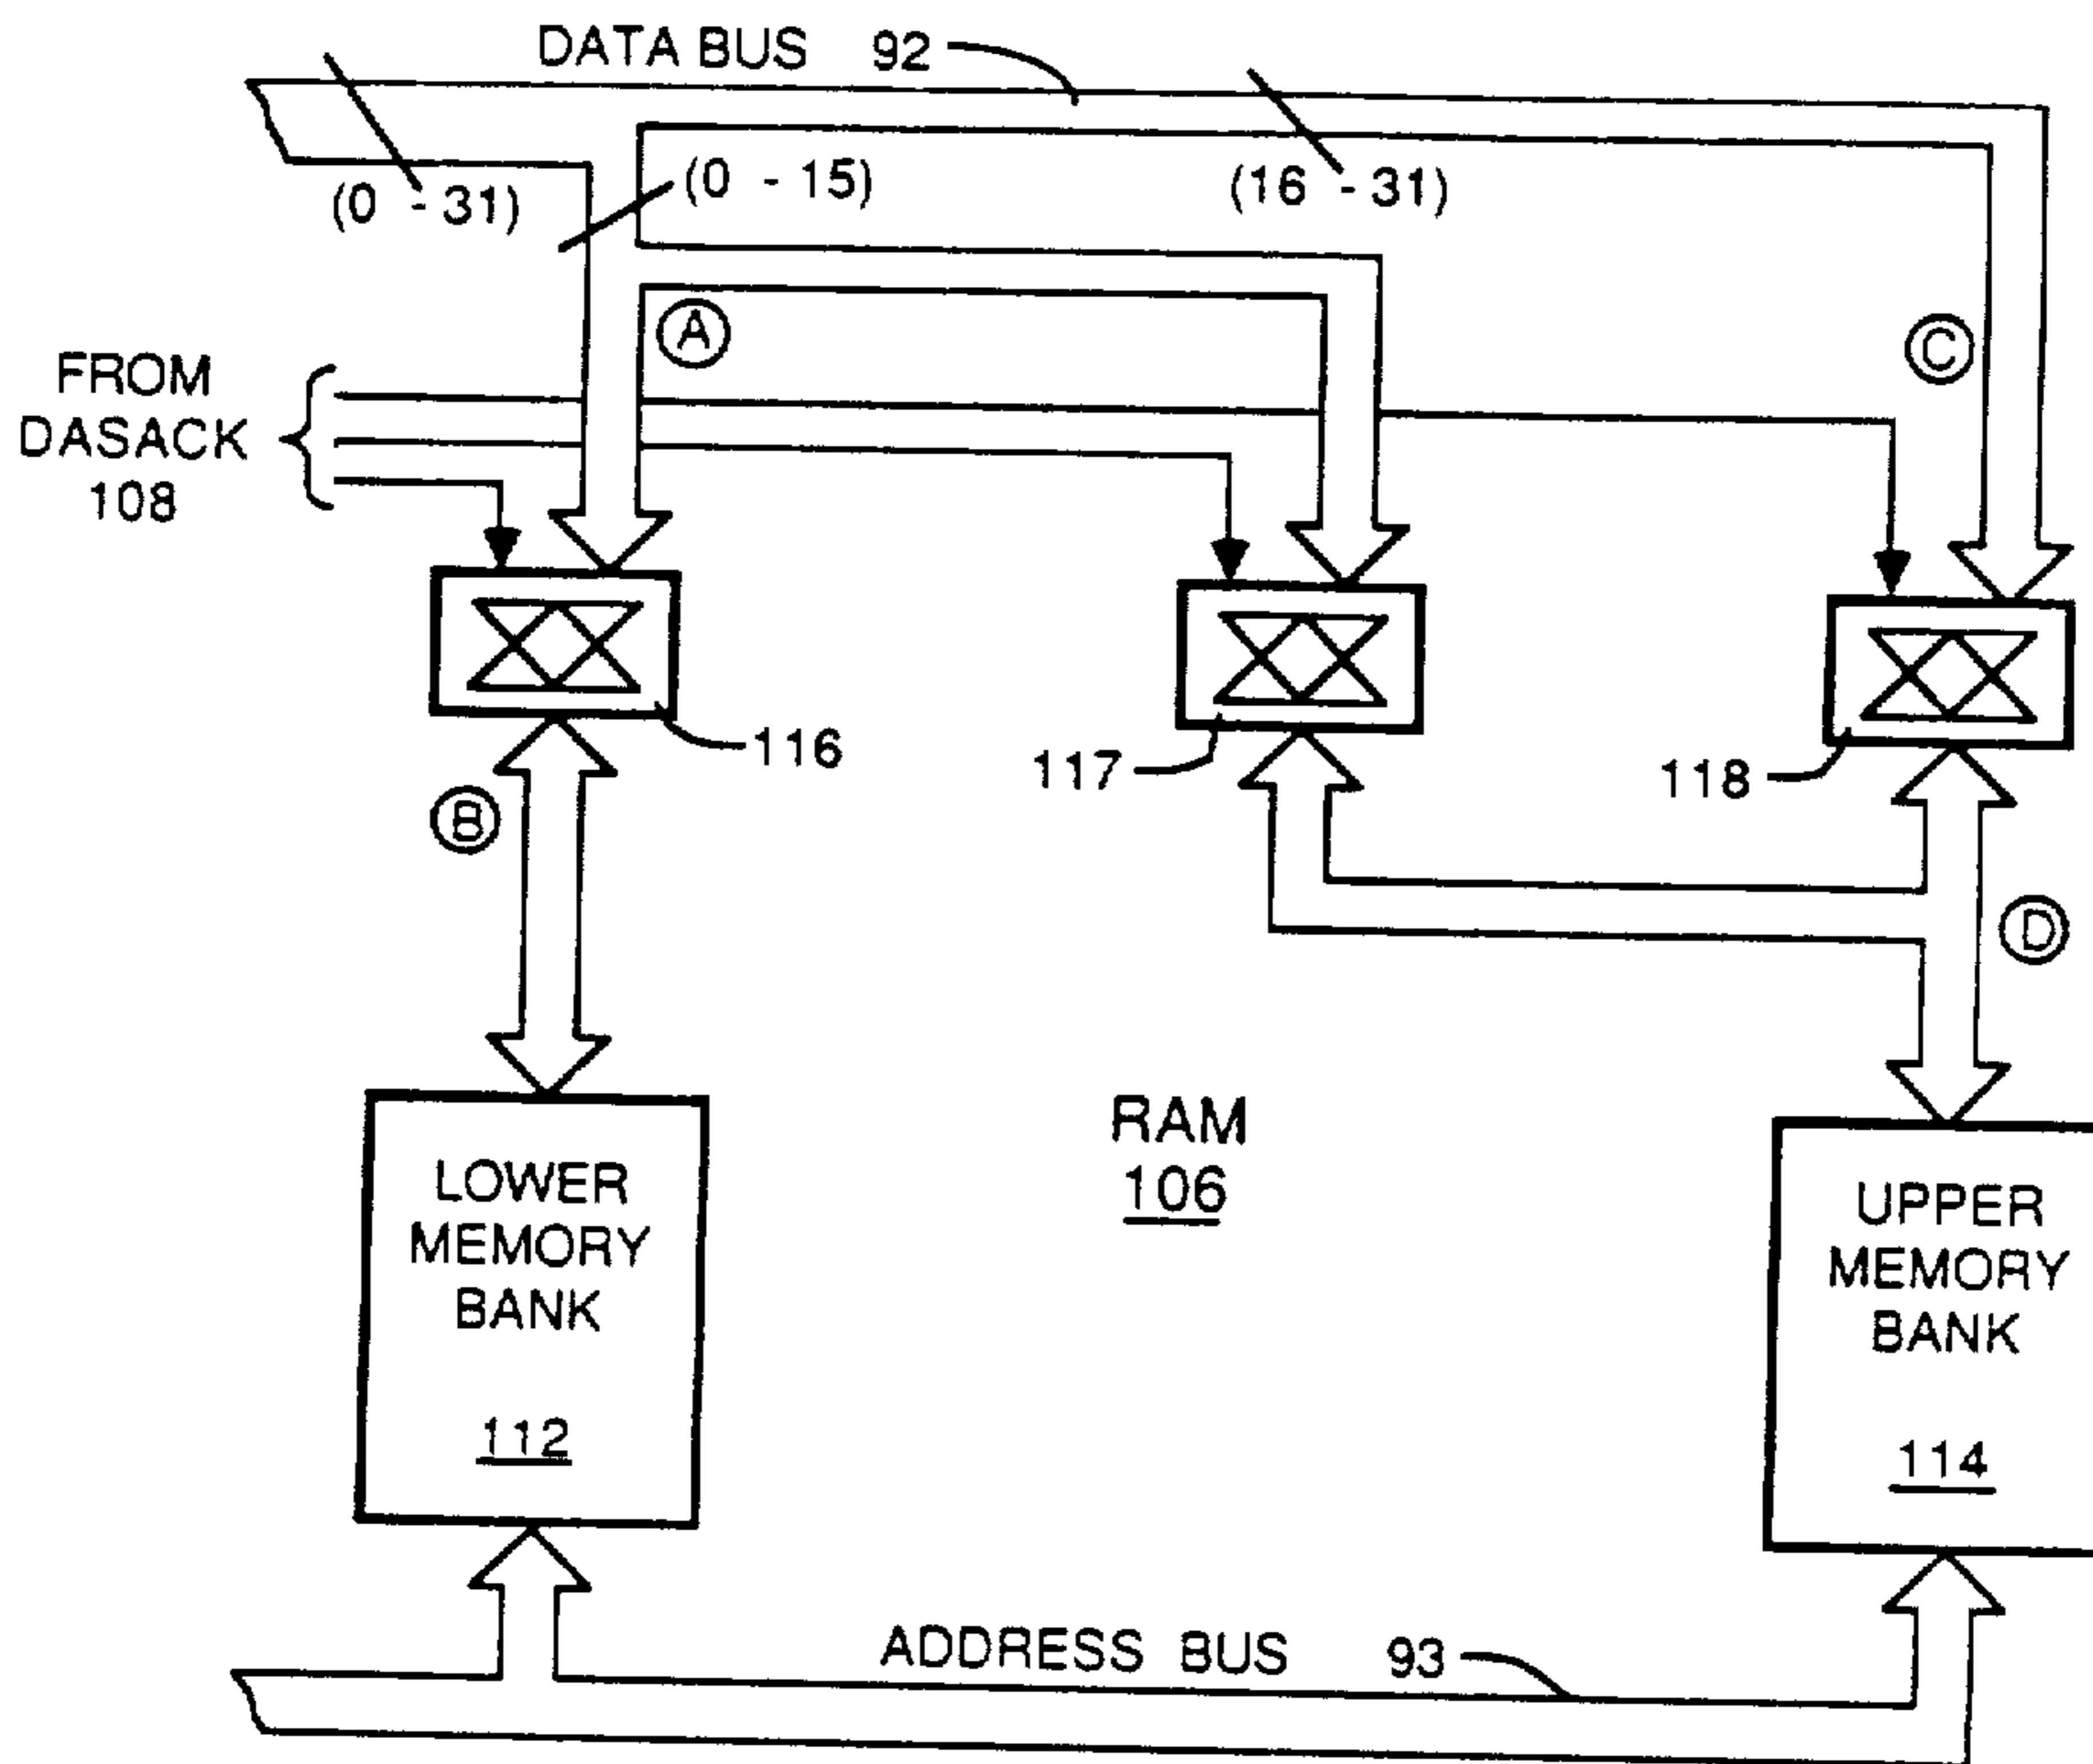 DATA BUS 92
(0 - 31)
(0 - 15)
(16 - 31)
A
C
FROM
DASACK
108
116
117
118
B
D
RAM
106
LOWER
MEMORY
BANK
112
UPPER
MEMORY
BANK
114
ADDRESS BUS 93